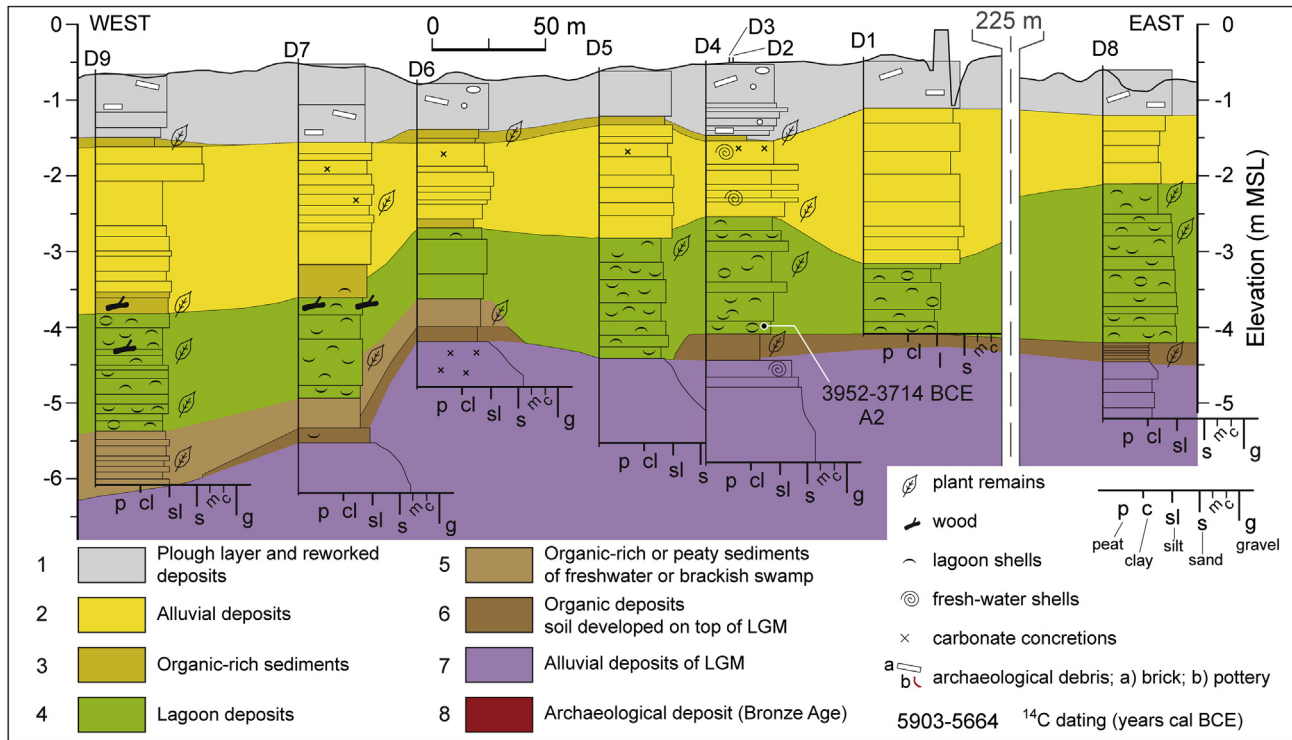 WEST
0 50 m
225 m
EAST
D9
D7
D6
D5
D4
D3
D2
D1
D8
0
-1
-2
-3
-4
-5
-6
0
-1
-2
-3
-4
-5
Elevation (m MSL)
3952-3714 BCE
A2
p cl sl s m c g
p cl sl s m c g
p cl sl s m c g
p cl sl s
p cl sl s m c g
p cl l s
p cl sl s m c g
1 Plough layer and reworked
deposits
2 Alluvial deposits
3 Organic-rich sediments
4 Lagoon deposits
5 Organic-rich or peaty sediments
of freshwater or brackish swamp
6 Organic deposits
soil developed on top of LGM
7 Alluvial deposits of LGM
8 Archaeological deposit (Bronze Age)
plant remains
wood
lagoon shells
fresh-water shells
carbonate concretions
a b archaeological debris; a) brick; b) pottery
5903-5664 14C dating (years cal BCE)
p c sl s m c g
peat clay silt sand gravel